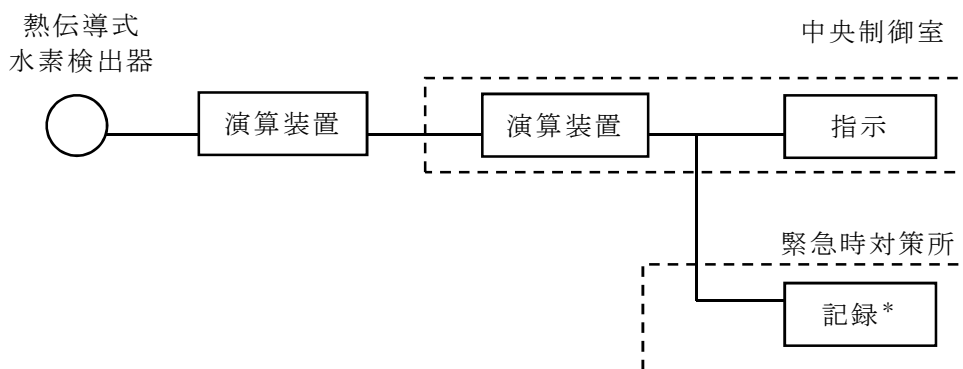 熱伝導式
水素検出器
中央制御室
演算装置
演算装置
指示
緊急時対策所
記録*